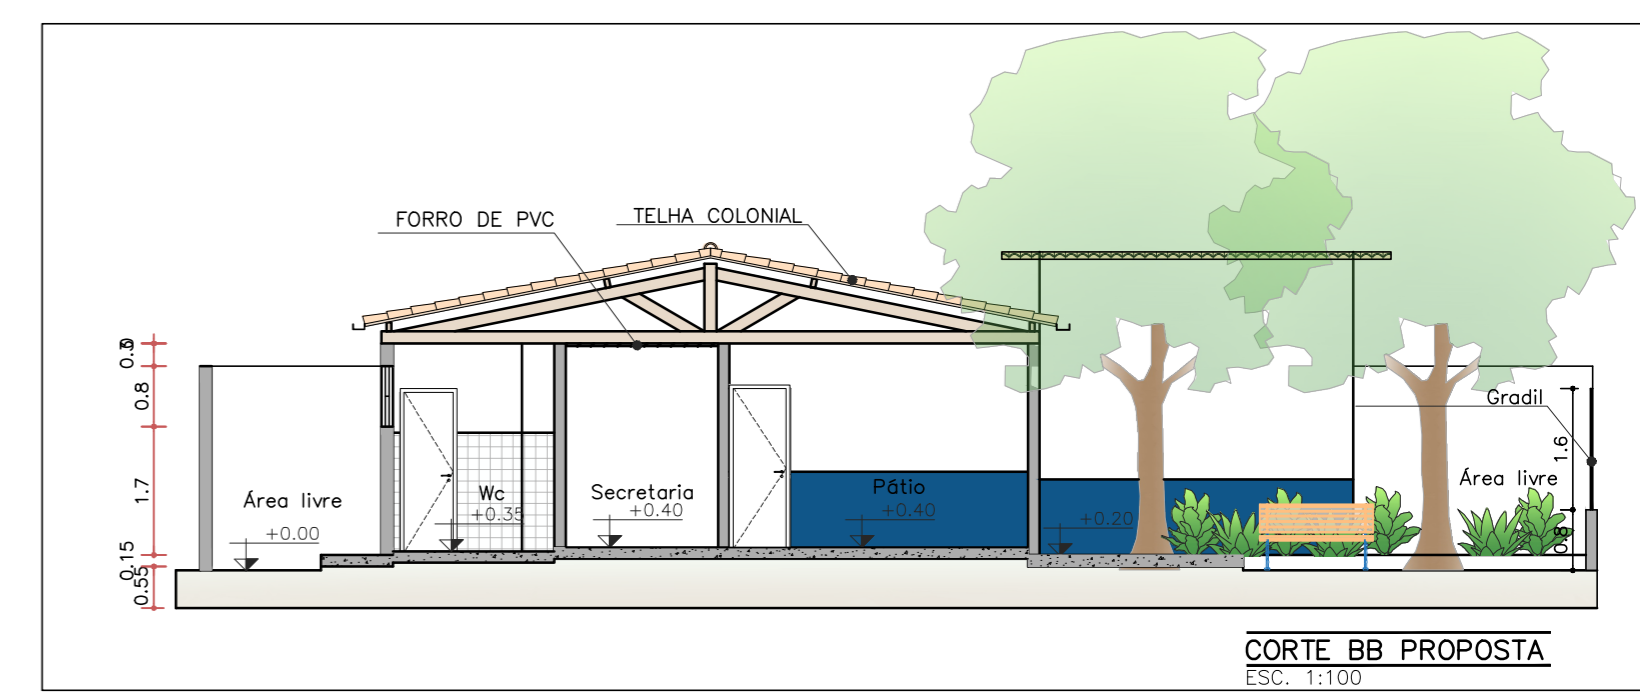 FORRO DE PVC
TELHA COLONIAL
0.8
1.7
0.15
0.55
Área livre
+0.00
Wc
+0.35
Secretaria
+0.40
Pátio
+0.40
+0.20
Gradil
1.6
Área livre
0.8
CORTE BB PROPOSTA
ESC. 1:100